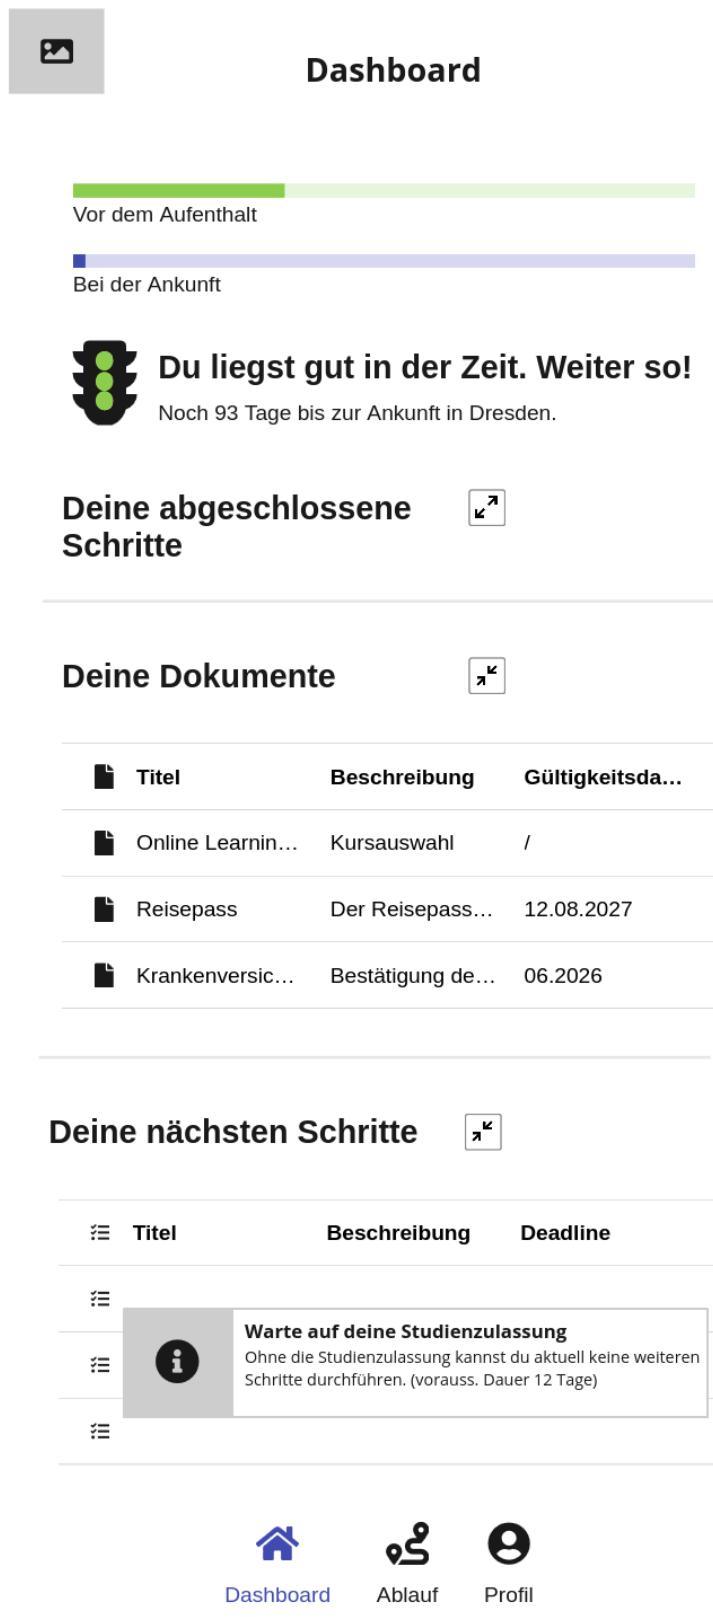 Dashboard
Vor dem Aufenthalt
Bei der Ankunft
Du liegst gut in der Zeit. Weiter so!
Noch 93 Tage bis zur Ankunft in Dresden.
Deine abgeschlossene
Schritte
Deine Dokumente
Titel Beschreibung Gültigkeitsda…
Online Learnin… Kursauswahl /
Reisepass Der Reisepass… 12.08.2027
Krankenversic… Bestätigung de… 06.2026
Deine nächsten Schritte
Titel Beschreibung Deadline
Warte auf deine Studienzulassung
Ohne die Studienzulassung kannst du aktuell keine weiteren
Schritte durchführen. (vorauss. Dauer 12 Tage)
Dashboard Ablauf Profil